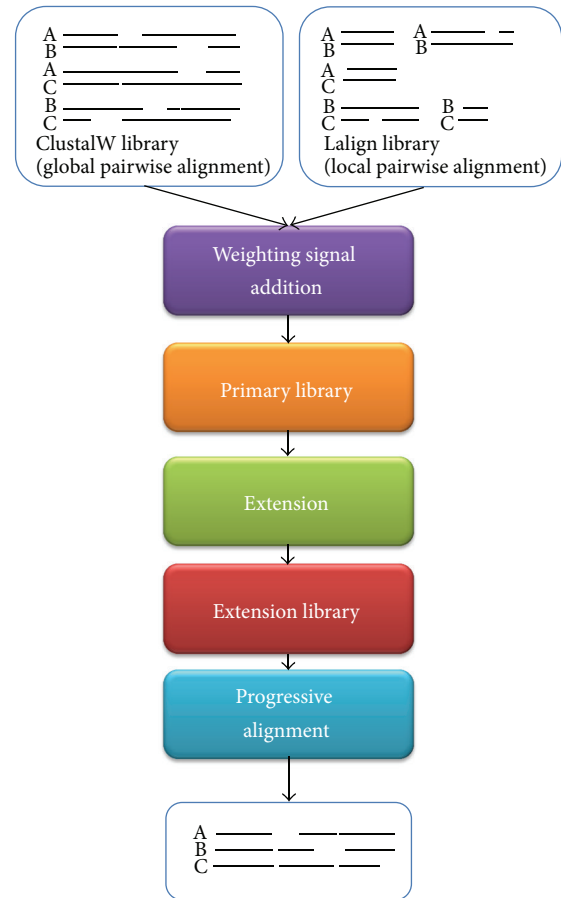 A
B
A
C
B
C
ClustalW library
(global pairwise alignment)
A A
B B
A
C
B B
C C
Lalign library
(local pairwise alignment)
Weighting signal
addition
Primary library
Extension
Extension library
Progressive
alignment
A
B
C